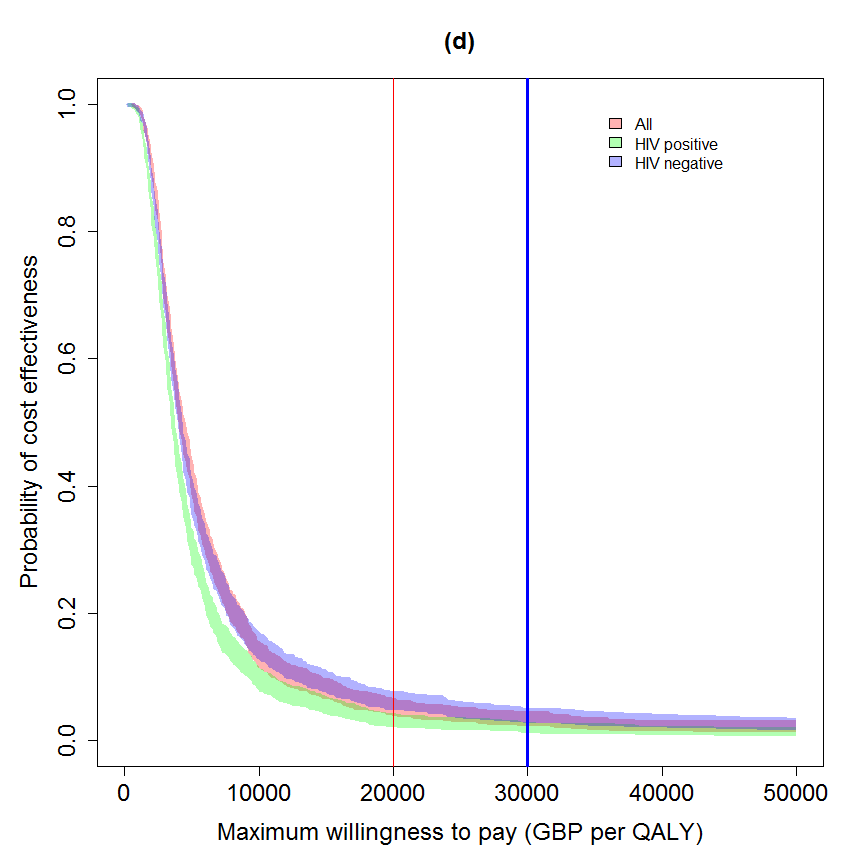 (d)
All
HIV positive
HIV negative
Probability of cost effectiveness
1.0
0.8
0.6
0.4
0.2
0.0
0 10000 20000 30000 40000 50000
Maximum willingness to pay (GBP per QALY)